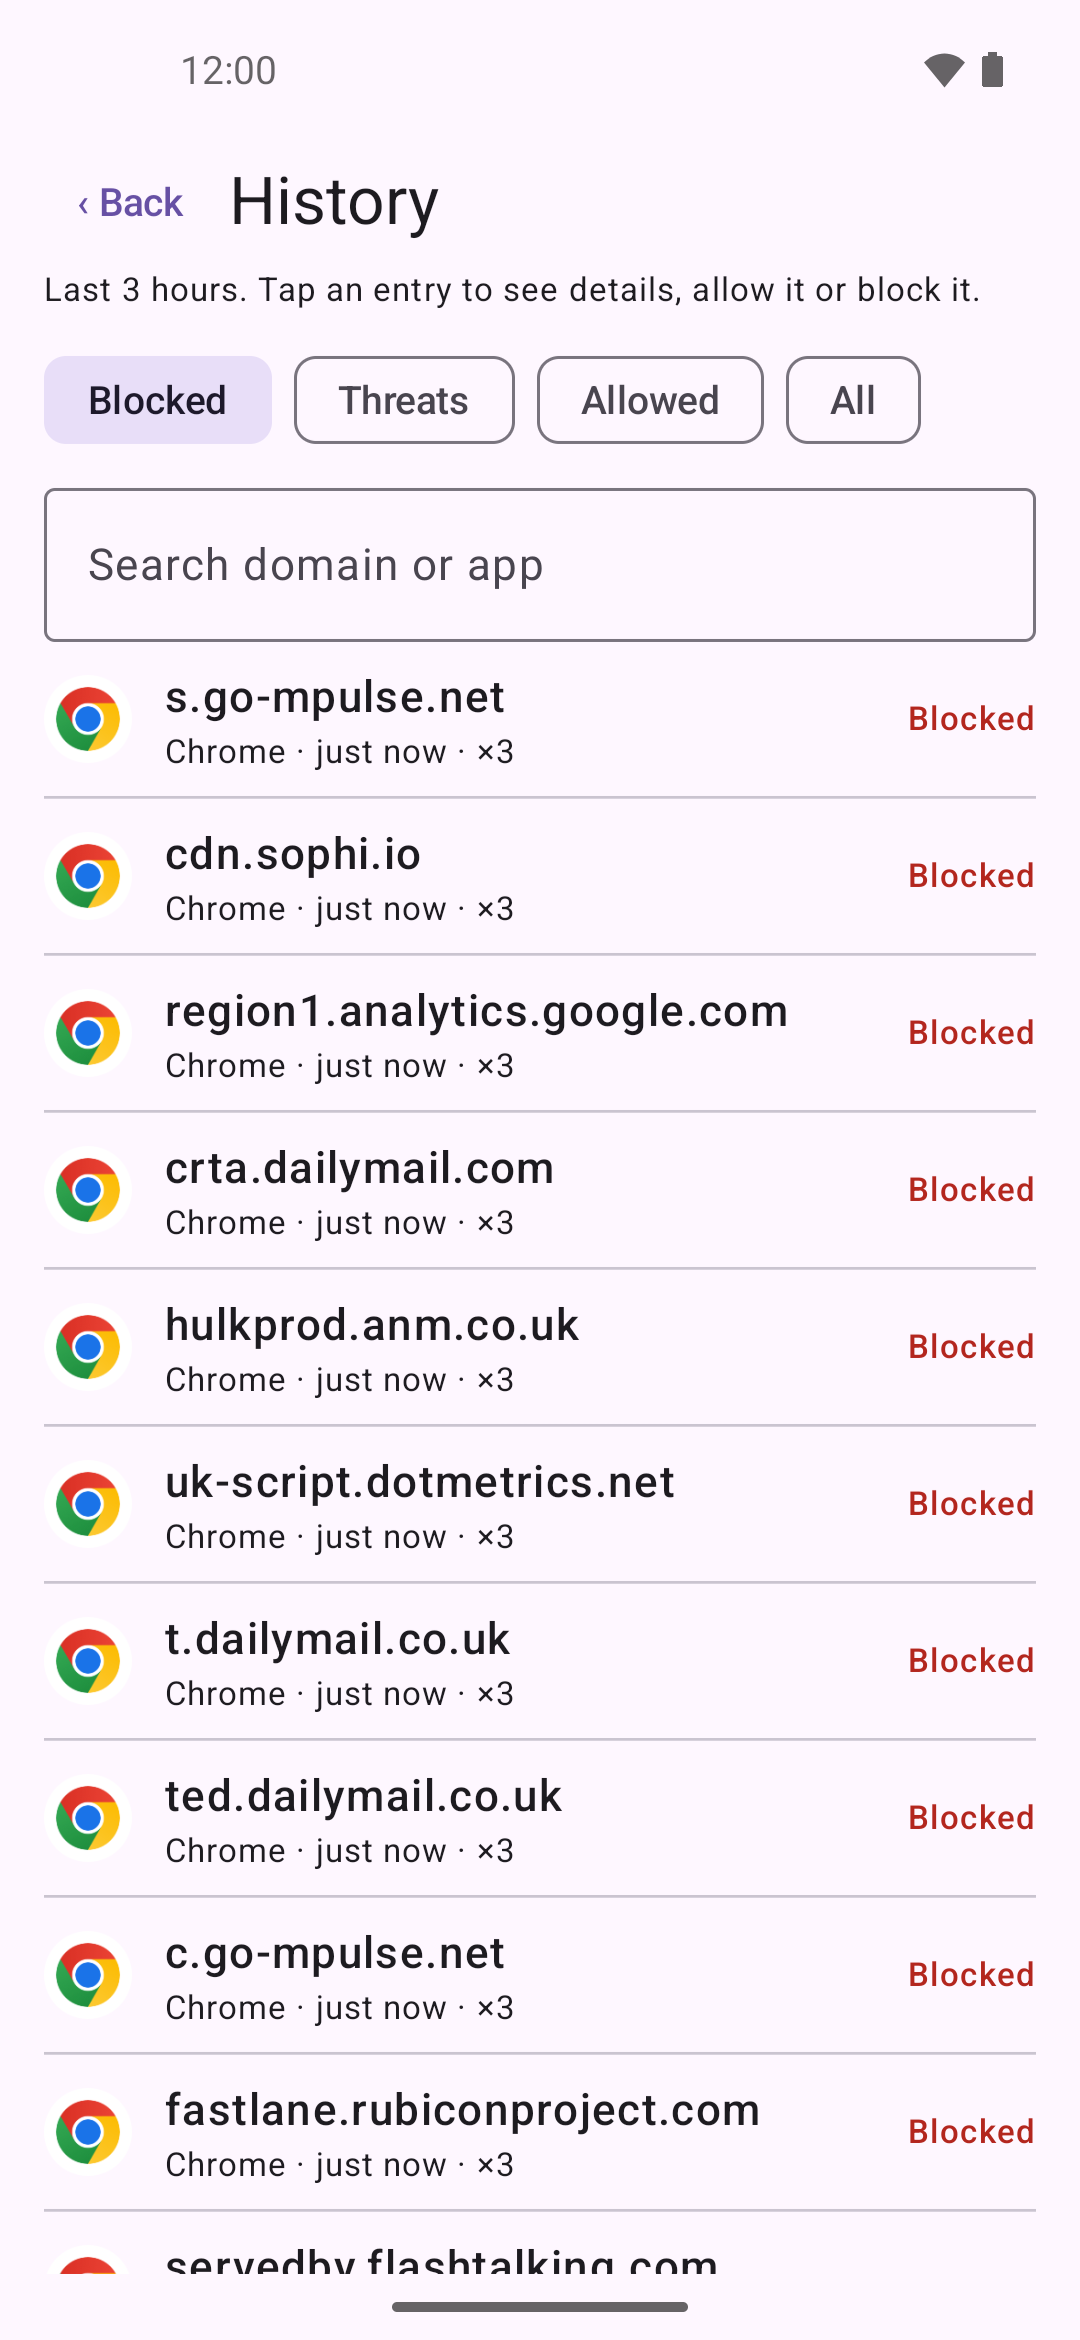 12:00
‹ Back History
Last 3 hours. Tap an entry to see details, allow it or block it.
Blocked Threats Allowed All
Search domain or app
s.go-mpulse.net
Chrome · just now · ×3
Blocked
cdn.sophi.io
Chrome · just now · ×3
Blocked
region1.analytics.google.com
Chrome · just now · ×3
Blocked
crta.dailymail.com
Chrome · just now · ×3
Blocked
hulkprod.anm.co.uk
Chrome · just now · ×3
Blocked
uk-script.dotmetrics.net
Chrome · just now · ×3
Blocked
t.dailymail.co.uk
Chrome · just now · ×3
Blocked
ted.dailymail.co.uk
Chrome · just now · ×3
Blocked
c.go-mpulse.net
Chrome · just now · ×3
Blocked
fastlane.rubiconproject.com
Chrome · just now · ×3
Blocked
servedby.flashtalking.com